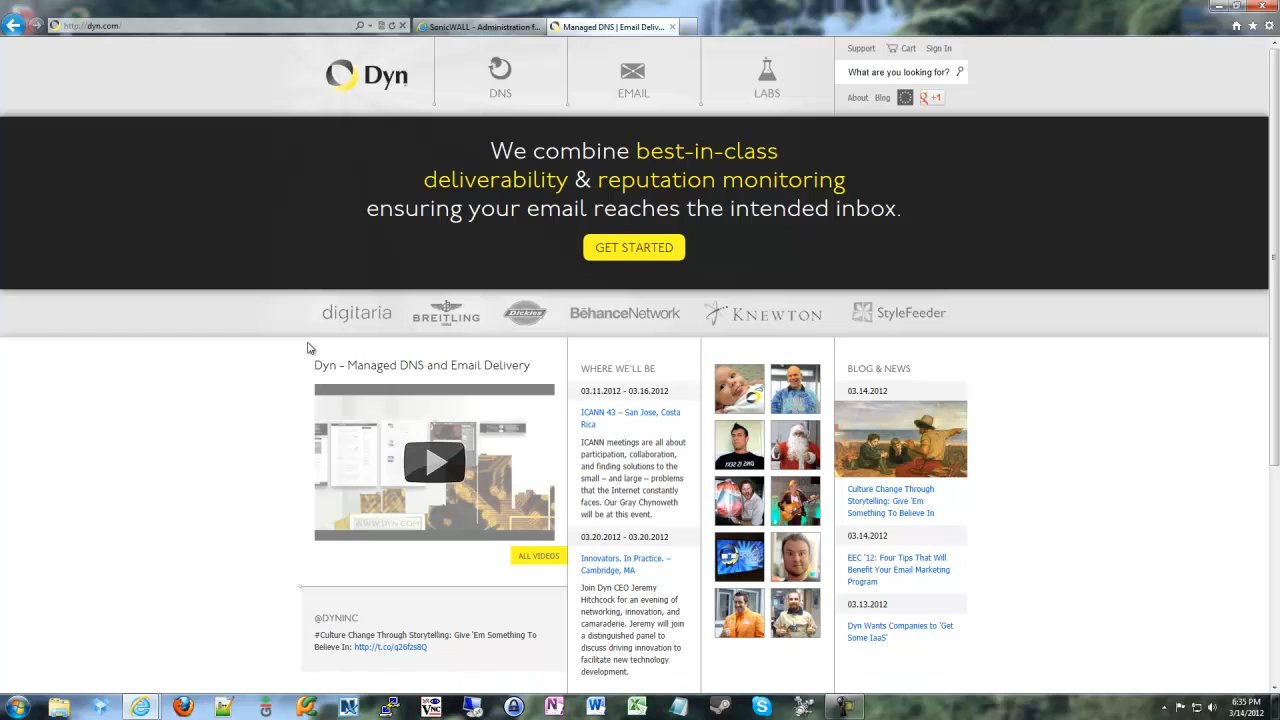 http://dyn.com/
SonicWALL - Administration f...
Managed DNS | Email Deliv...
Dyn
DNS
EMAIL
LABS
Support
Cart
Sign In
What are you looking for?
About
Blog
+1
We combine best-in-class
deliverability & reputation monitoring
ensuring your email reaches the intended inbox.
GET STARTED
digitaria
BREITLING
Dickies
BēhanceNetwork
KNEWTON
StyleFeeder
Dyn - Managed DNS and Email Delivery
WWW.DYN.COM
ALL VIDEOS
@DYNINC
#Culture Change Through Storytelling: Give 'Em Something To
Believe In: http://t.co/q26fzs8Q
WHERE WE'LL BE
03.11.2012 - 03.16.2012
ICANN 43 – San Jose, Costa
Rica
ICANN meetings are all about
participation, collaboration,
and finding solutions to the
small – and large – problems
that the Internet constantly
faces. Our Gray Chynoweth
will be at this event.
03.20.2012 - 03.20.2012
Innovators. In Practice. –
Cambridge, MA
Join Dyn CEO Jeremy
Hitchcock for an evening of
networking, innovation, and
camaraderie. Jeremy will join
a distinguished panel to
discuss driving innovation to
facilitate new technology
development.
BLOG & NEWS
03.14.2012
Culture Change Through
Storytelling: Give 'Em
Something To Believe In
03.14.2012
EEC '12: Four Tips That Will
Benefit Your Email Marketing
Program
03.13.2012
Dyn Wants Companies to 'Get
Some IaaS'
6:35 PM
3/14/2012